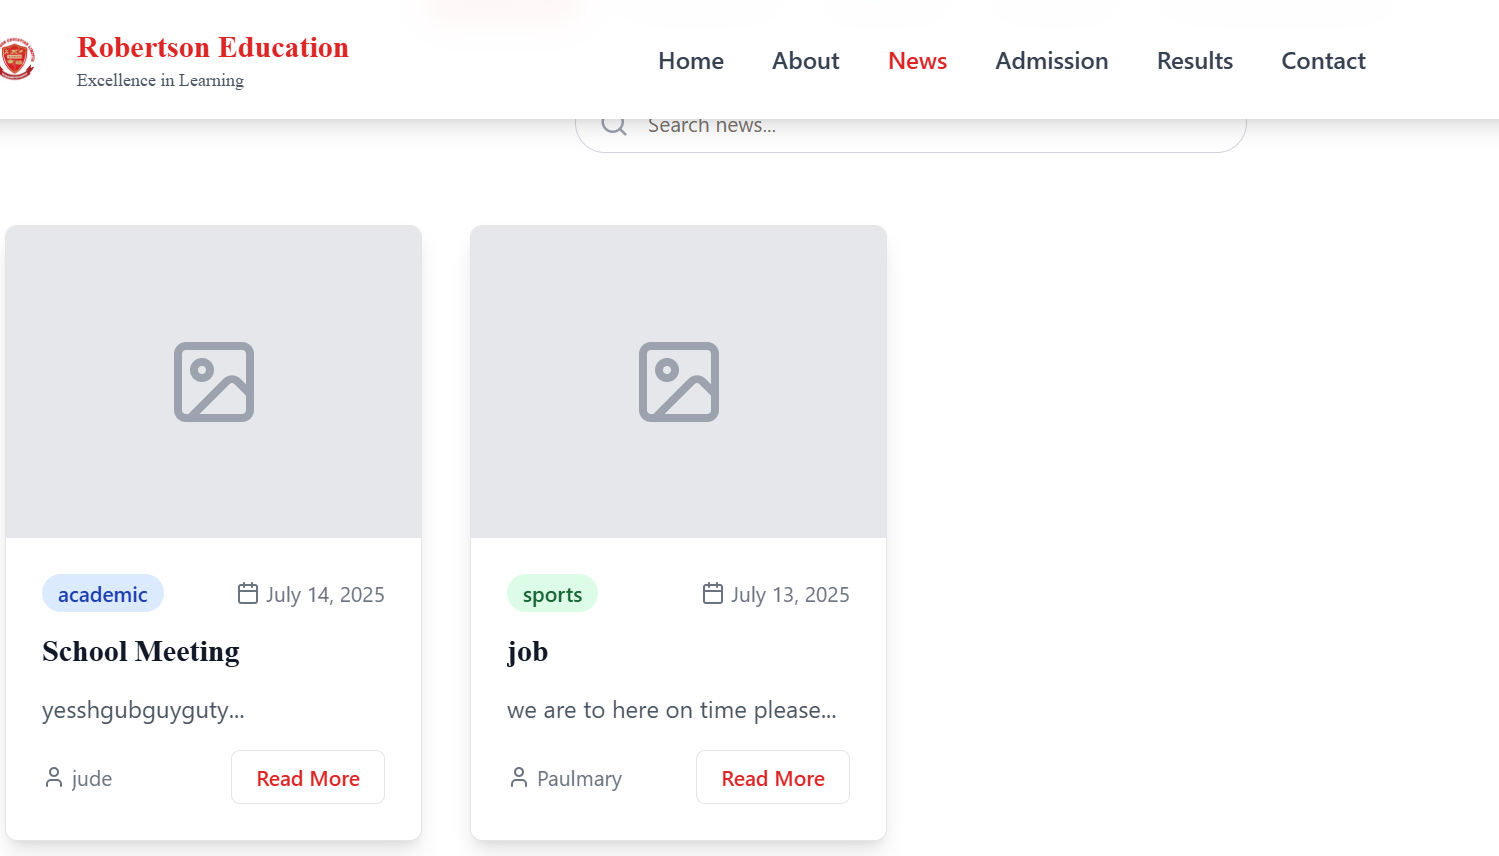 Robertson Education
Excellence in Learning
Home About News Admission Results Contact
Search news...
academic July 14, 2025
School Meeting
yesshgubguyguty...
jude Read More
sports July 13, 2025
job
we are to here on time please...
Paulmary Read More